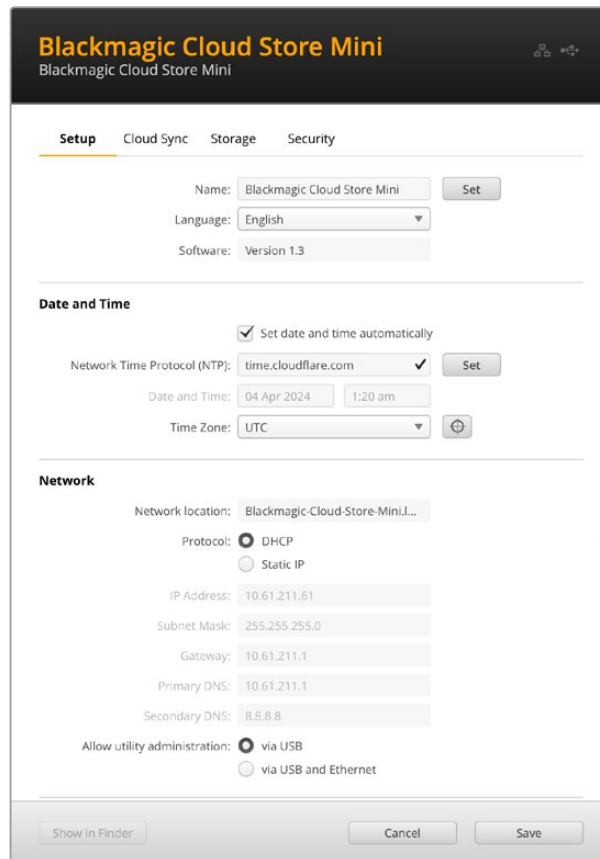 Blackmagic Cloud Store Mini
Blackmagic Cloud Store Mini
Setup Cloud Sync Storage Security
Name: Blackmagic Cloud Store Mini Set
Language: English
Software: Version 1.3
Date and Time
Set date and time automatically
Network Time Protocol (NTP): time.cloudflare.com Set
Date and Time: 04 Apr 2024 1:20 am
Time Zone: UTC
Network
Network location: Blackmagic-Cloud-Store-Mini.l...
Protocol: DHCP
Static IP
IP Address: 10.61.211.61
Subnet Mask: 255.255.255.0
Gateway: 10.61.211.1
Primary DNS: 10.61.211.1
Secondary DNS: 8.8.8.8
Allow utility administration: via USB
via USB and Ethernet
Show in Finder Cancel Save